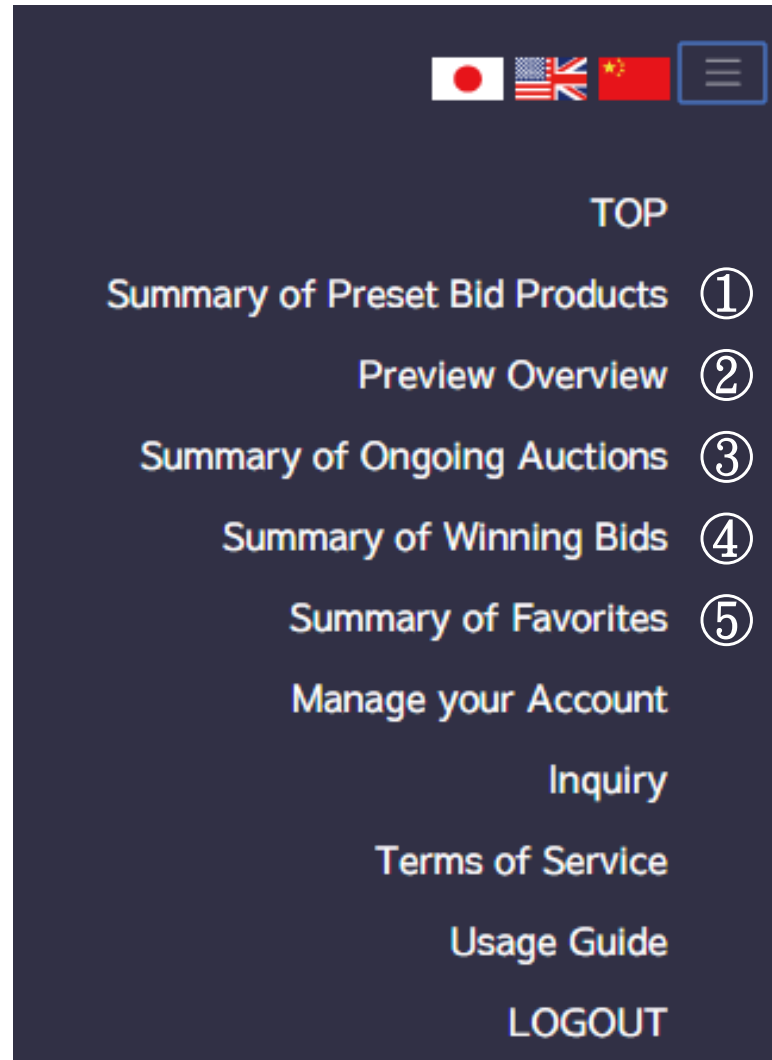 TOP
Summary of Preset Bid Products ①
Preview Overview ②
Summary of Ongoing Auctions ③
Summary of Winning Bids ④
Summary of Favorites ⑤
Manage your Account
Inquiry
Terms of Service
Usage Guide
LOGOUT